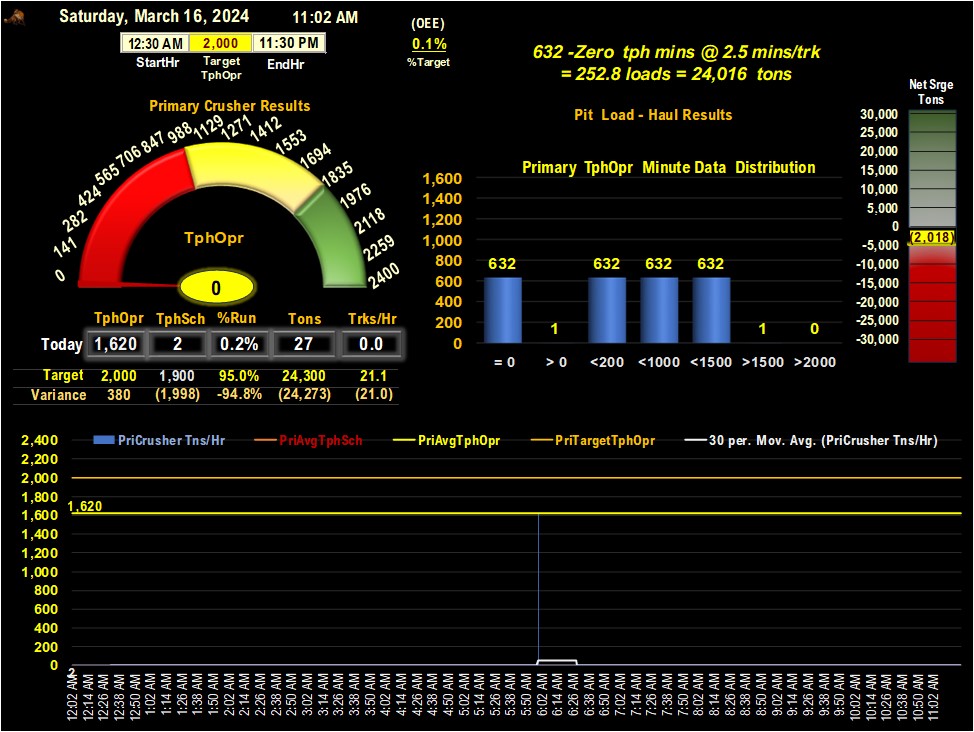 Saturday, March 16, 2024 11:02 AM
12:30 AM 2,000 11:30 PM
StartHr Target TphOpr EndHr
(OEE)
0.1%
%Target
632 -Zero tph mins @ 2.5 mins/trk
= 252.8 loads = 24,016 tons
Net Srge
Tons
30,000
25,000
20,000
15,000
10,000
5,000
0
(2,018)
-5,000
-10,000
-15,000
-20,000
-25,000
-30,000
Primary Crusher Results
0
141
282
424
565
706
847
988
1129
1271
1412
1553
1694
1835
1976
2118
2259
2400
TphOpr
0
Pit Load - Haul Results
Primary TphOpr Minute Data Distribution
1,600
1,400
1,200
1,000
800
600
400
200
0
632 1 632 632 632 1 0
= 0 > 0 <200 <1000 <1500 >1500 >2000
TphOpr TphSch %Run Tons Trks/Hr
Today 1,620 2 0.2% 27 0.0
Target 2,000 1,900 95.0% 24,300 21.1
Variance 380 (1,998) -94.8% (24,273) (21.0)
PriCrusher Tns/Hr PriAvgTphSch PriAvgTphOpr PriTargetTphOpr 30 per. Mov. Avg. (PriCrusher Tns/Hr)
2,400
2,200
2,000
1,800
1,600
1,400
1,200
1,000
800
600
400
200
0
1,620
2
12:02 AM
12:14 AM
12:26 AM
12:38 AM
12:50 AM
1:02 AM
1:14 AM
1:26 AM
1:38 AM
1:50 AM
2:02 AM
2:14 AM
2:26 AM
2:38 AM
2:50 AM
3:02 AM
3:14 AM
3:26 AM
3:38 AM
3:50 AM
4:02 AM
4:14 AM
4:26 AM
4:38 AM
4:50 AM
5:02 AM
5:14 AM
5:26 AM
5:38 AM
5:50 AM
6:02 AM
6:14 AM
6:26 AM
6:38 AM
6:50 AM
7:02 AM
7:14 AM
7:26 AM
7:38 AM
7:50 AM
8:02 AM
8:14 AM
8:26 AM
8:38 AM
8:50 AM
9:02 AM
9:14 AM
9:26 AM
9:38 AM
9:50 AM
10:02 AM
10:14 AM
10:26 AM
10:38 AM
10:50 AM
11:02 AM